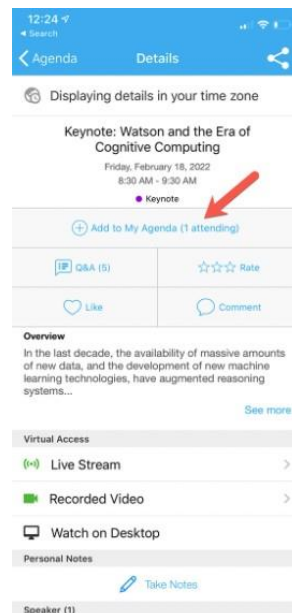 12:24
Search
Agenda
Details
Displaying details in your time zone
Keynote: Watson and the Era of
Cognitive Computing
Friday, February 18, 2022
8:30 AM - 9:30 AM
Keynote
Add to My Agenda (1 attending)
Q&A (5)
Rate
Like
Comment
Overview
In the last decade, the availability of massive amounts
of new data, and the development of new machine
learning technologies, have augmented reasoning
systems...
See more
Virtual Access
Live Stream
Recorded Video
Watch on Desktop
Personal Notes
Take Notes
Speaker (1)